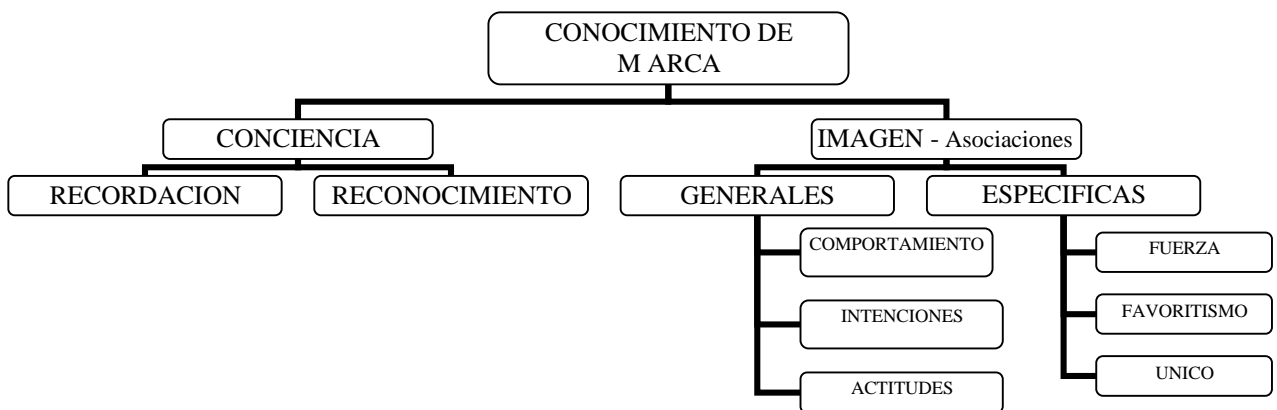 CONOCIMIENTO DE
M ARCA
CONCIENCIA
IMAGEN - Asociaciones
RECORDACION
RECONOCIMIENTO
GENERALES
ESPECIFICAS
COMPORTAMIENTO
FUERZA
INTENCIONES
FAVORITISMO
ACTITUDES
UNICO